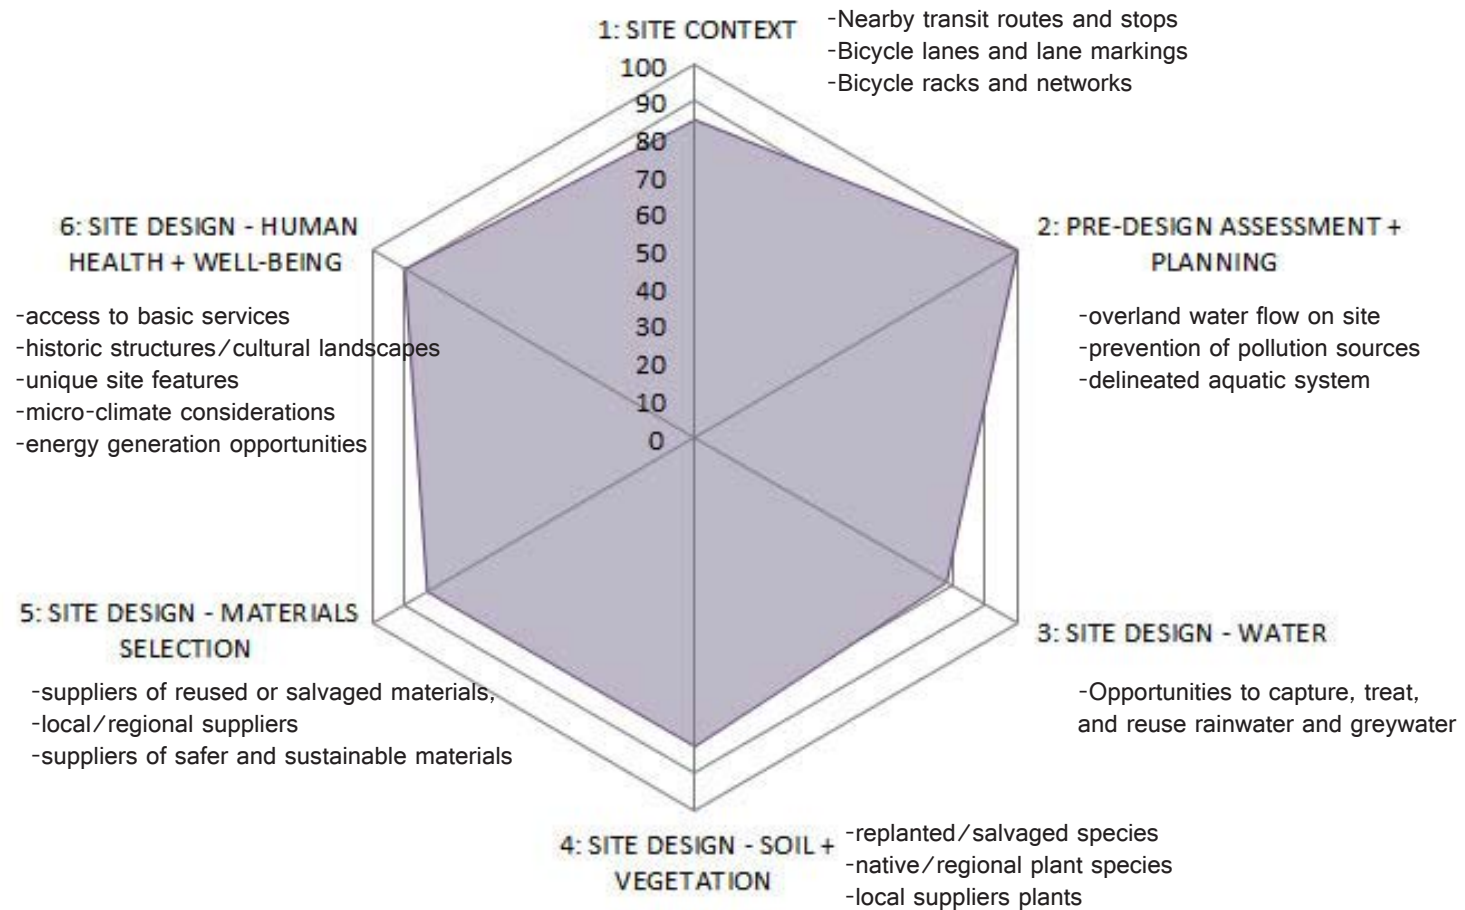 1: SITE CONTEXT
-Nearby transit routes and stops
-Bicycle lanes and lane markings
-Bicycle racks and networks
100
90
80
70
60
50
40
30
20
10
0
2: PRE-DESIGN ASSESSMENT +
PLANNING
-overland water flow on site
-prevention of pollution sources
-delineated aquatic system
3: SITE DESIGN - WATER
-Opportunities to capture, treat,
and reuse rainwater and greywater
4: SITE DESIGN - SOIL +
VEGETATION
-replanted/salvaged species
-native/regional plant species
-local suppliers plants
5: SITE DESIGN - MATERIALS
SELECTION
-suppliers of reused or salvaged materials,
-local/regional suppliers
-suppliers of safer and sustainable materials
6: SITE DESIGN - HUMAN
HEALTH + WELL-BEING
-access to basic services
-historic structures/cultural landscapes
-unique site features
-micro-climate considerations
-energy generation opportunities